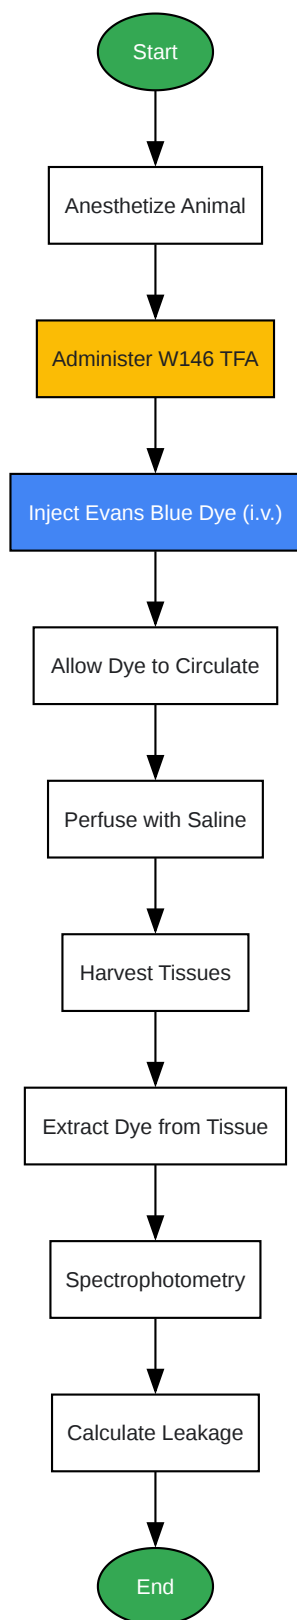 Start
Anesthetize Animal
Administer W146 TFA
Inject Evans Blue Dye (i.v.)
Allow Dye to Circulate
Perfuse with Saline
Harvest Tissues
Extract Dye from Tissue
Spectrophotometry
Calculate Leakage
End